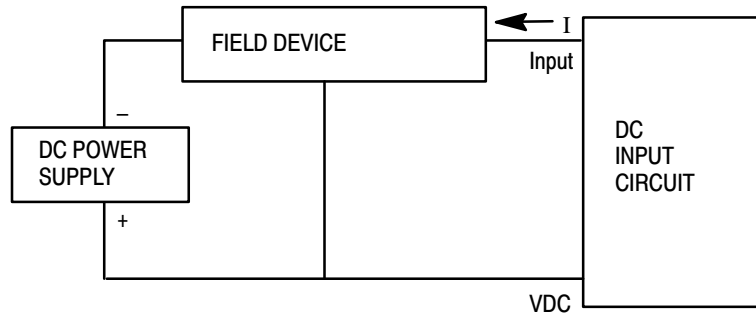 FIELD DEVICE
I
Input
–
DC POWER
SUPPLY
+
DC
INPUT
CIRCUIT
VDC